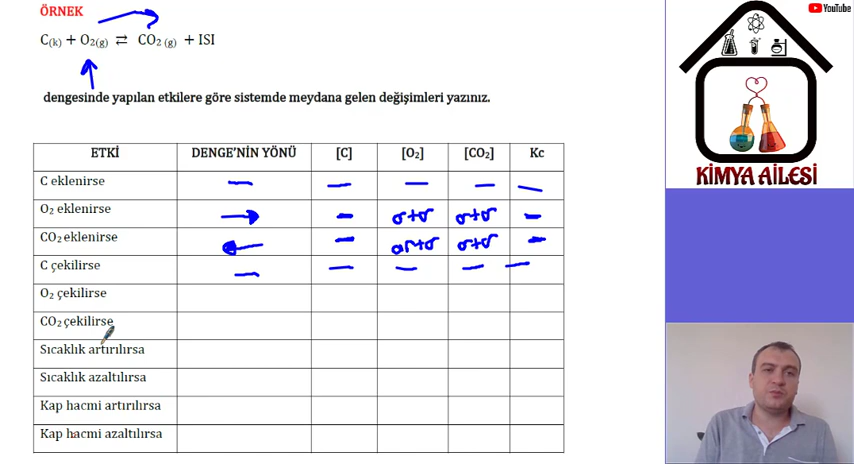 ÖRNEK
C(k) + O2(g) ⇄ CO2 (g) + ISI
dengesinde yapılan etkilere göre sistemde meydana gelen değişimleri yazınız.
ETKİ DENGE'NİN YÖNÜ [C] [O2] [CO2] Kc
C eklenirse — — — — —
O2 eklenirse → —  —
CO2 eklenirse ← —  —
C çekilirse — — — — —
O2 çekilirse
CO2 çekilirse
Sıcaklık artırılırsa
Sıcaklık azaltılırsa
Kap hacmi artırılırsa
Kap hacmi azaltılırsa
YouTube
KİMYA AİLESİ